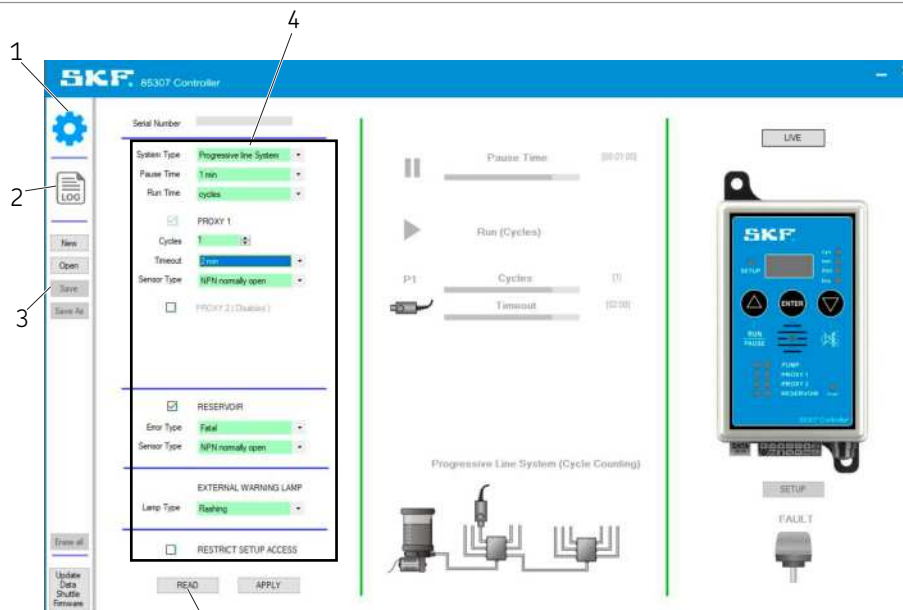 4
1
SKF. 85307 Controller
Serial Number
LIVE
System Type Progressive line System
Pause Time 1 min
Run Time cycles
Pause Time [00:01:00]
2
LOG
PROXY 1
Run (Cycles)
New
Cycles 1
Open
Timeout 2 min
Save
Sensor Type NPN normally open
P1 Cycles [1]
3
Save As
PROXY 2 (Disabled)
Timeout [02:00]
SKF
SETUP
ENTER
RUN
PAUSE
PUMP
PROXY 1
PROXY 2
RESERVOIR
85307 Controller
RESERVOIR
Error Type Fatal
Sensor Type NPN normally open
Progressive Line System (Cycle Counting)
EXTERNAL WARNING LAMP
SETUP
Lamp Type Flashing
FAULT
Erase all
RESTRICT SETUP ACCESS
Update
Data
Shuttle
Firmware
READ APPLY